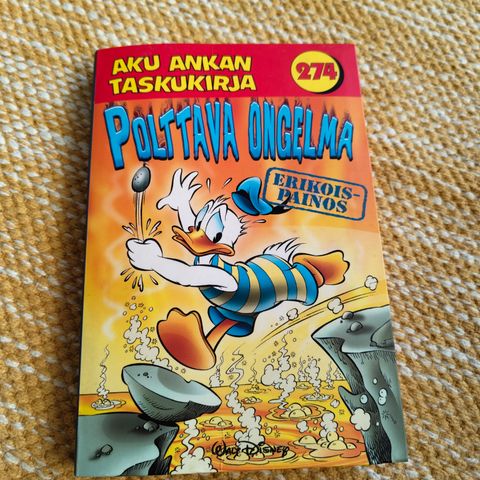 AKU ANKAN
TASKUKIRJA
274
POLTTAVA ONGELMA
ERIKOIS-
PAINOS
WALT DISNEY